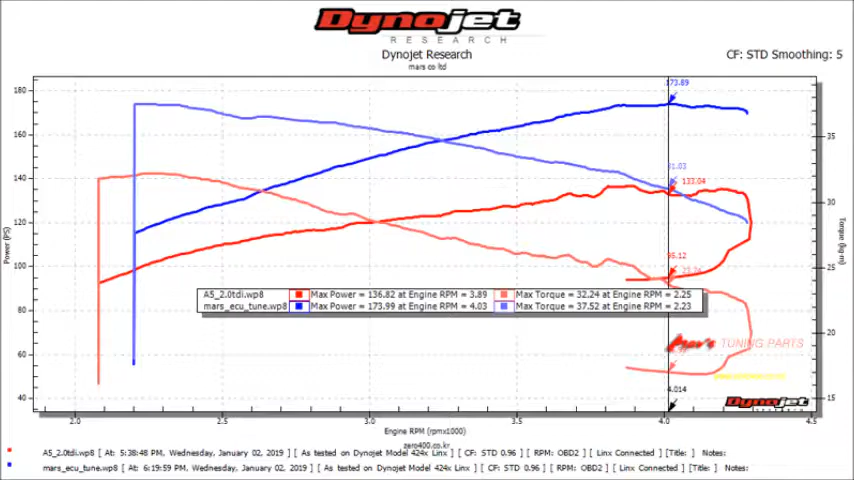 Dynojet
RESEARCH
Dynojet Research
CF: STD Smoothing: 5
mars co ltd
180
160
140
120
100
80
60
40
Power (PS)
35
30
25
20
15
Torque (kg m)
173.89
31.03
133.04
95.12
A5_2.0tdi.wp8 Max Power = 136.82 at Engine RPM = 3.89 Max Torque = 32.24 at Engine RPM = 2.25
mars_ecu_tune.wp8 Max Power = 173.99 at Engine RPM = 4.03 Max Torque = 37.52 at Engine RPM = 2.23
Mar's TUNING PARTS
4.014
Dynojet
RESEARCH
2.0 2.5 3.0 3.5 4.0 4.5
Engine RPM (rpmx1000)
zero400.co.kr
A5_2.0tdi.wp8 [ At: 5:38:48 PM, Wednesday, January 02, 2019 ] [ As tested on Dynojet Model 424x Linx ] [ CF: STD 0.96 ] [ RPM: OBD2 ] [ Linx Connected ] [Title: ] Notes:
mars_ecu_tune.wp8 [ At: 6:19:59 PM, Wednesday, January 02, 2019 ] [ As tested on Dynojet Model 424x Linx ] [ CF: STD 0.96 ] [ RPM: OBD2 ] [ Linx Connected ] [Title: ] Notes: